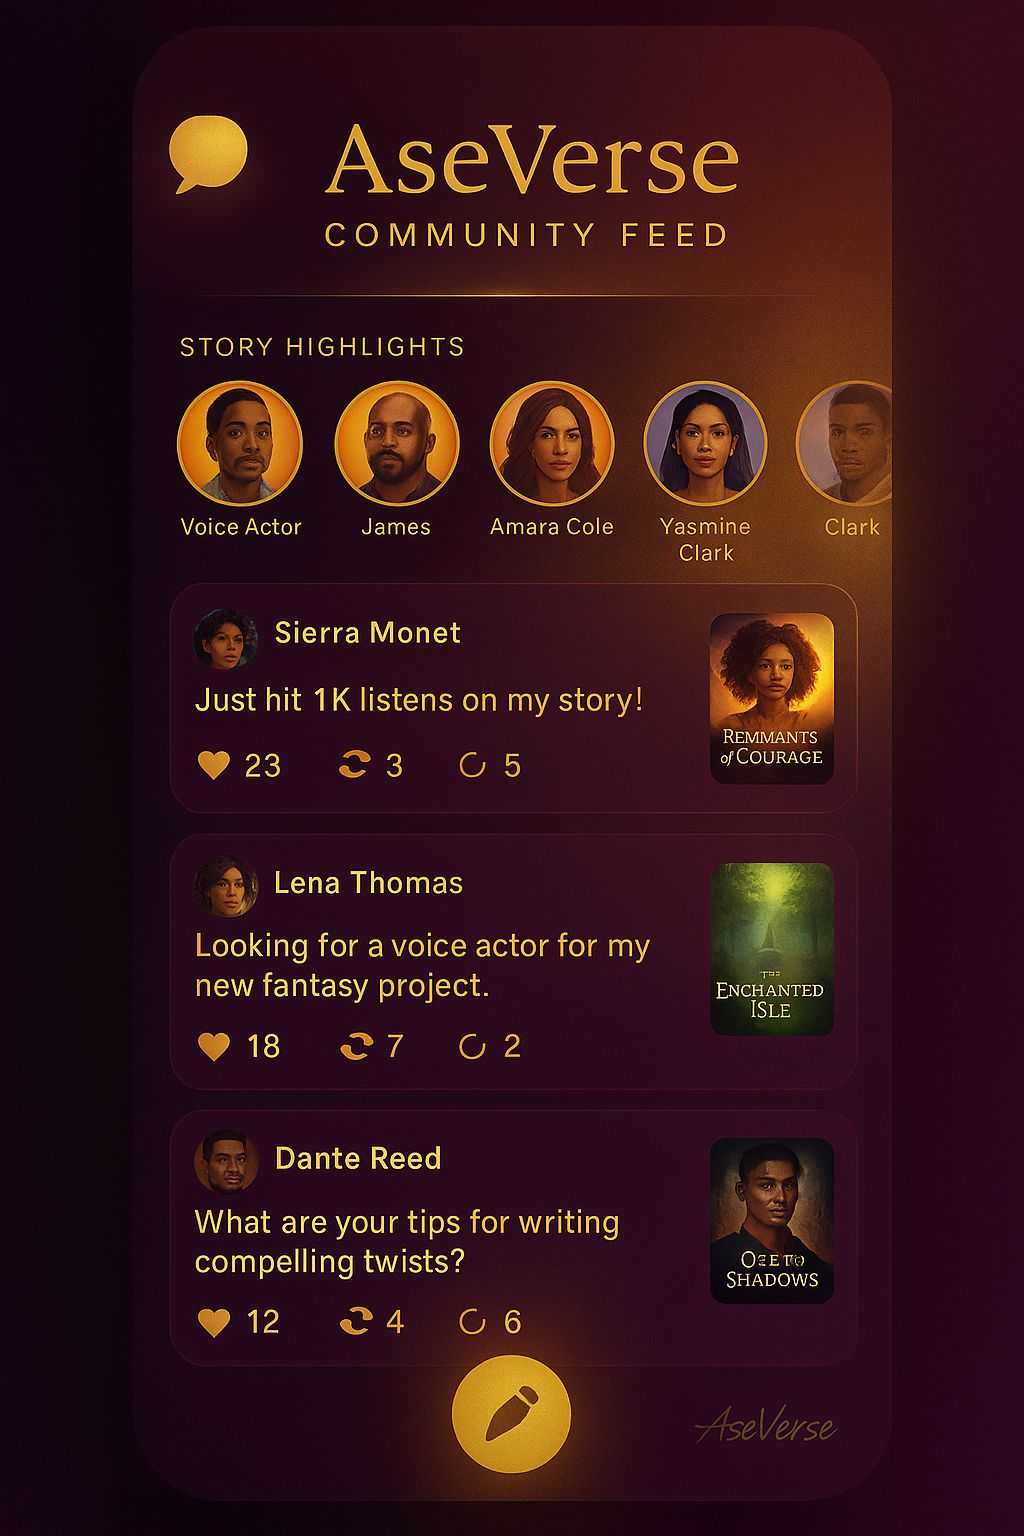 AseVerse
COMMUNITY FEED
STORY HIGHLIGHTS
Voice Actor
James
Amara Cole
Yasmine
Clark
Clark
Sierra Monet
Just hit 1K listens on my story!
23 3 5
REMMANTS
of COURAGE
Lena Thomas
Looking for a voice actor for my
new fantasy project.
18 7 2
THE
ENCHANTED
ISLE
Dante Reed
What are your tips for writing
compelling twists?
12 4 6
SHADOWS
AseVerse